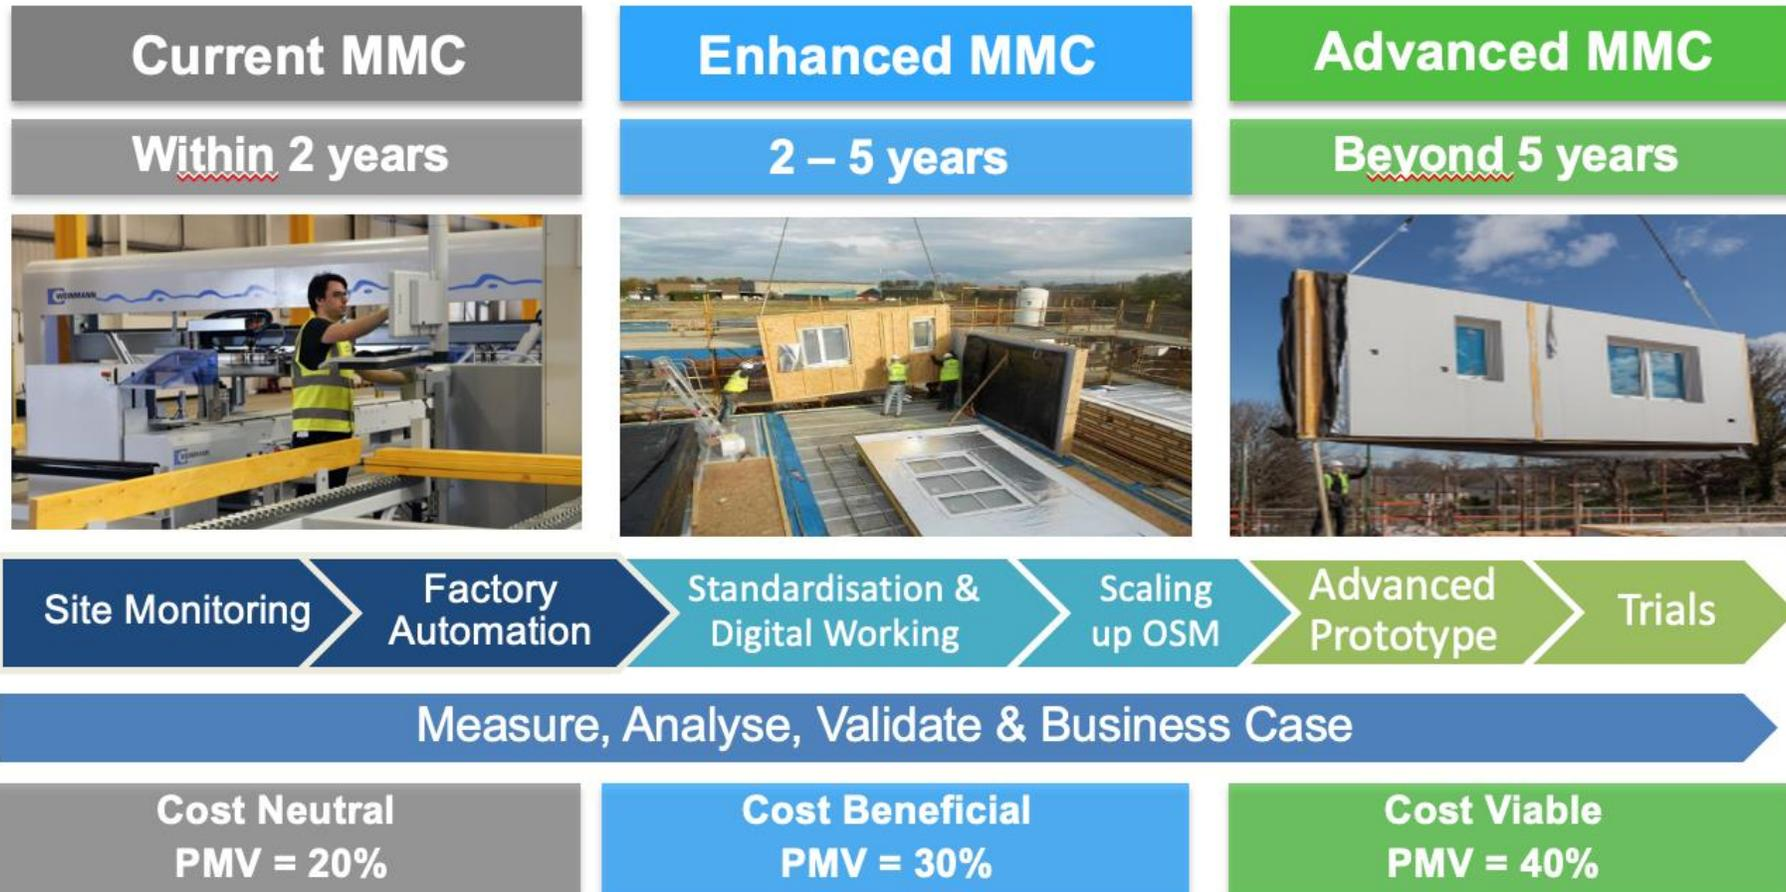 Current MMC
Enhanced MMC
Advanced MMC
Within 2 years
2 – 5 years
Beyond 5 years
WEINMANN
WEINMANN
Site Monitoring
Factory
Automation
Standardisation &
Digital Working
Scaling
up OSM
Advanced
Prototype
Trials
Measure, Analyse, Validate & Business Case
Cost Neutral
PMV = 20%
Cost Beneficial
PMV = 30%
Cost Viable
PMV = 40%